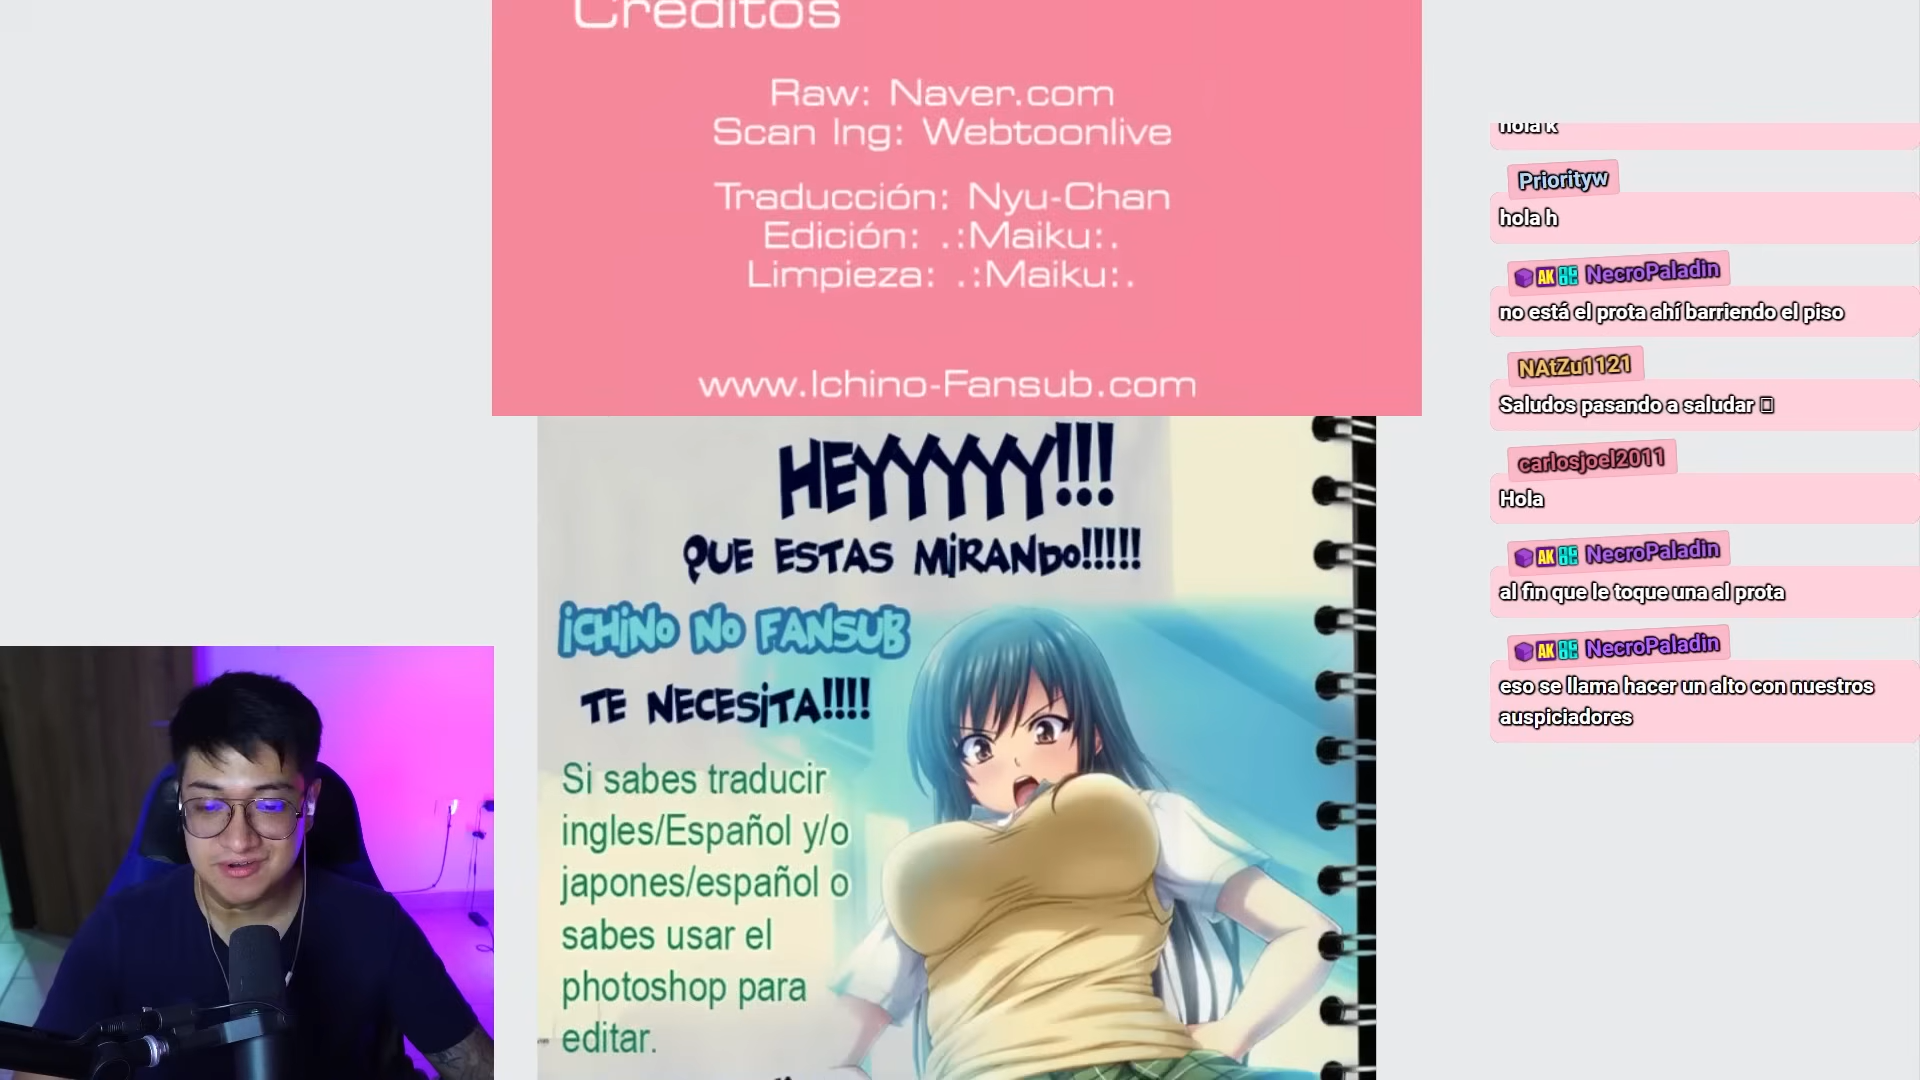 Créditos
Raw: Naver.com
Scan Ing: Webtoonlive
Traducción: Nyu-Chan
Edición: .:Maiku:.
Limpieza: .:Maiku:.
www.Ichino-Fansub.com
HEYYYYY!!!
QUE ESTAS MiRANDo!!!!!
iCHiNo No FANSUB
TE NECESiTA!!!!
Si sabes traducir
ingles/Español y/o
japones/español o
sabes usar el
photoshop para
editar.
hola k
Priorityw
hola h
AK NecroPaladin
no está el prota ahí barriendo el piso
NAtZu1121
Saludos pasando a saludar
carlosjoel2011
Hola
AK NecroPaladin
al fin que le toque una al prota
AK NecroPaladin
eso se llama hacer un alto con nuestros
auspiciadores